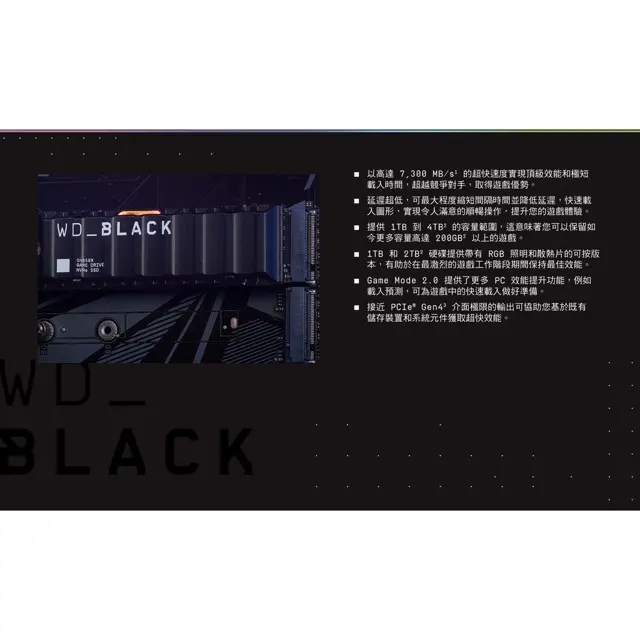 WD_BLACK
SN850X
GAME DRIVE
NVMe SSD
WD_
BLACK
■ 以高達 7,300 MB/s¹ 的超快速度實現頂級效能和極短
載入時間，超越競爭對手，取得遊戲優勢。
■ 延遲超低，可最大程度縮短間隔時間並降低延遲，快速載
入圖形，實現令人滿意的順暢操作，提升您的遊戲體驗。
■ 提供 1TB 到 4TB² 的容量範圍，這意味著您可以保留如
今更多容量高達 200GB² 以上的遊戲。
■ 1TB 和 2TB² 硬碟提供帶有 RGB 照明和散熱片的可按版
本，有助於在最激烈的遊戲工作階段期間保持最佳效能。
■ Game Mode 2.0 提供了更多 PC 效能提升功能，例如
載入預測，可為遊戲中的快速載入做好準備。
■ 接近 PCIe® Gen4³ 介面極限的輸出可協助您基於既有
儲存裝置和系統元件獲取超快效能。